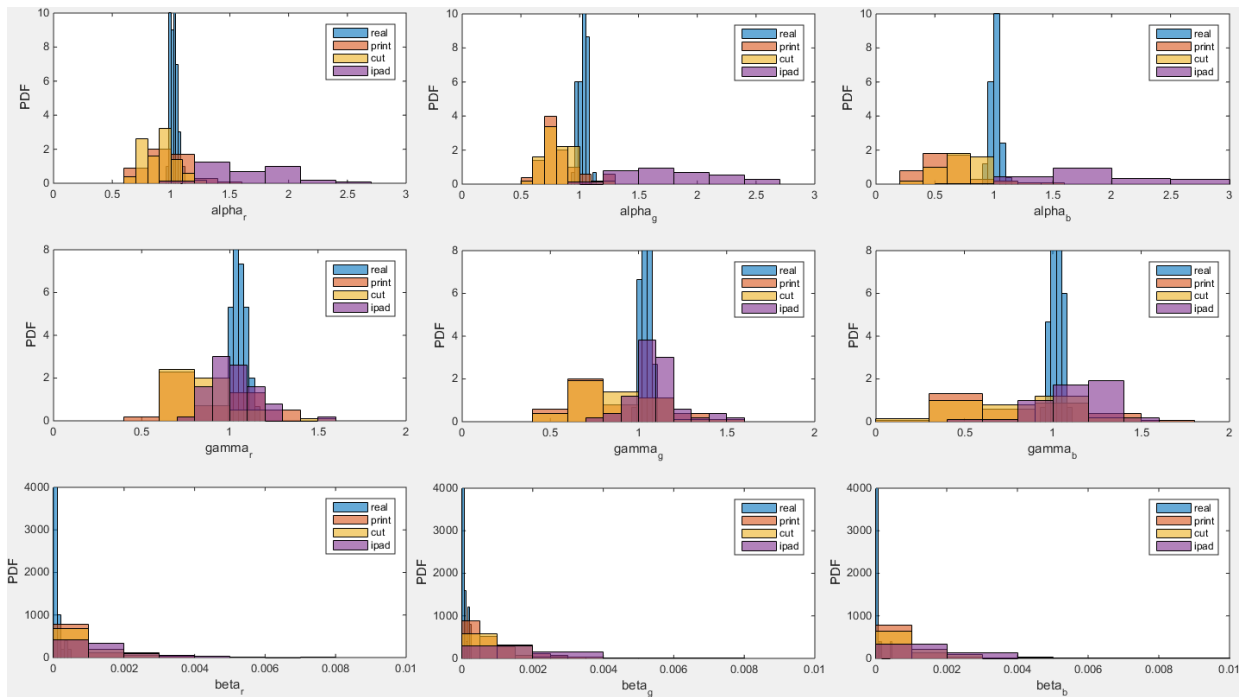 10
8
6
4
2
0
PDF
real
print
cut
ipad
0 0.5 1 1.5 2 2.5 3
alpha_r
10
8
6
4
2
0
PDF
real
print
cut
ipad
0 0.5 1 1.5 2 2.5 3
alpha_g
10
8
6
4
2
0
PDF
real
print
cut
ipad
0 0.5 1 1.5 2 2.5 3
alpha_b
8
6
4
2
0
PDF
real
print
cut
ipad
0 0.5 1 1.5 2
gamma_r
8
6
4
2
0
PDF
real
print
cut
ipad
0 0.5 1 1.5 2
gamma_g
8
6
4
2
0
PDF
real
print
cut
ipad
0 0.5 1 1.5 2
gamma_b
4000
3000
2000
1000
0
PDF
real
print
cut
ipad
0 0.002 0.004 0.006 0.008 0.01
beta_r
4000
3000
2000
1000
0
PDF
real
print
cut
ipad
0 0.002 0.004 0.006 0.008 0.01
beta_g
4000
3000
2000
1000
0
PDF
real
print
cut
ipad
0 0.002 0.004 0.006 0.008 0.01
beta_b